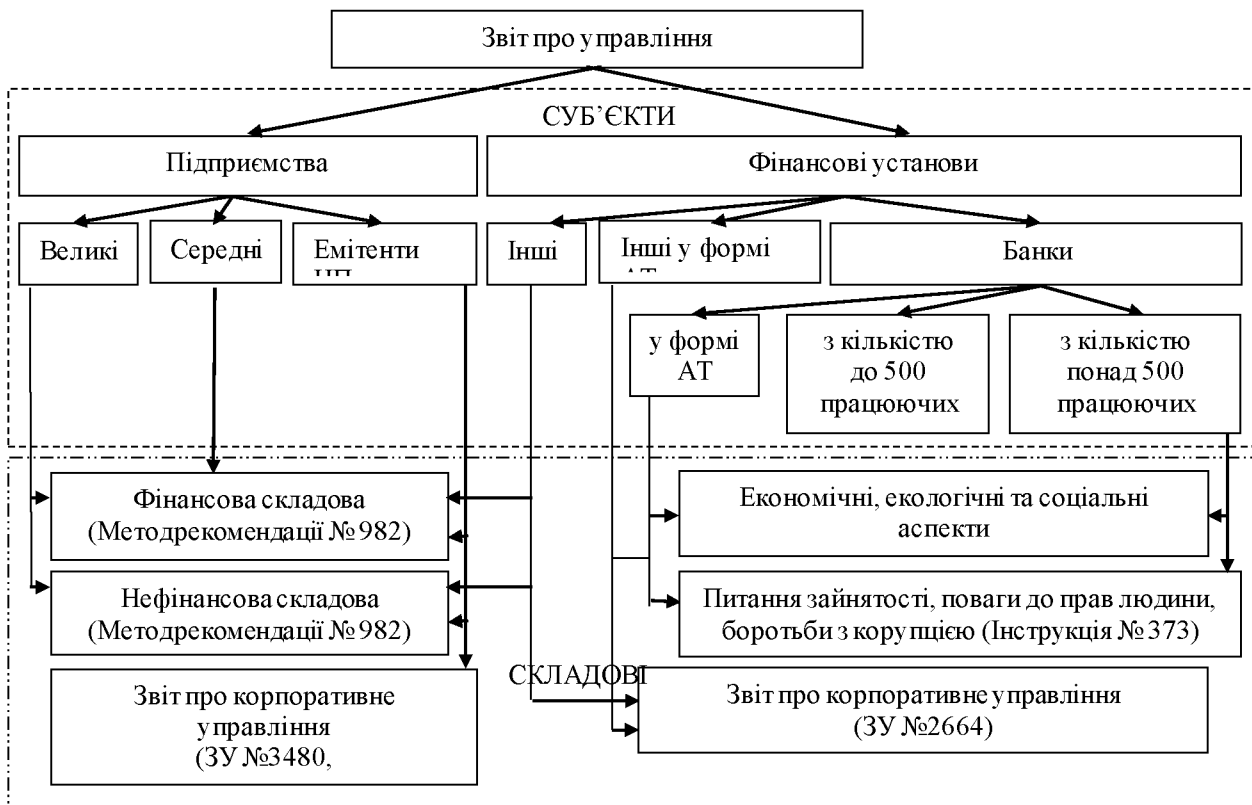 Звіт про управління
СУБ’ЄКТИ
Підприємства
Фінансові установи
Великі
Середні
Емітенти
Інші
Інші у формі
Банки
у формі
АТ
з кількістю
до 500
працюючих
з кількістю
понад 500
працюючих
Фінансова складова
(Методрекомендації №982)
Економічні, екологічні та соціальні
аспекти
Нефінансова складова
(Методрекомендації №982)
Питання зайнятості, поваги до прав людини,
боротьби з корупцією (Інструкція №373)
СКЛАДОВІ
Звіт про корпоративне
управління
(ЗУ №3480,
Звіт про корпоративне управління
(ЗУ №2664)